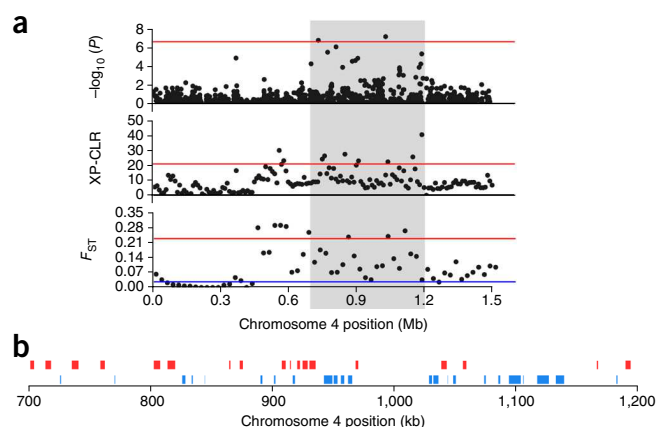 a
8
6
4
2
0
–log10 (P)
50
40
30
20
10
0
XP-CLR
0.35
0.28
0.21
0.14
0.07
0.00
FST
0.0 0.3 0.6 0.9 1.2 1.5
Chromosome 4 position (Mb)
b
700 800 900 1,000 1,100 1,200
Chromosome 4 position (kb)